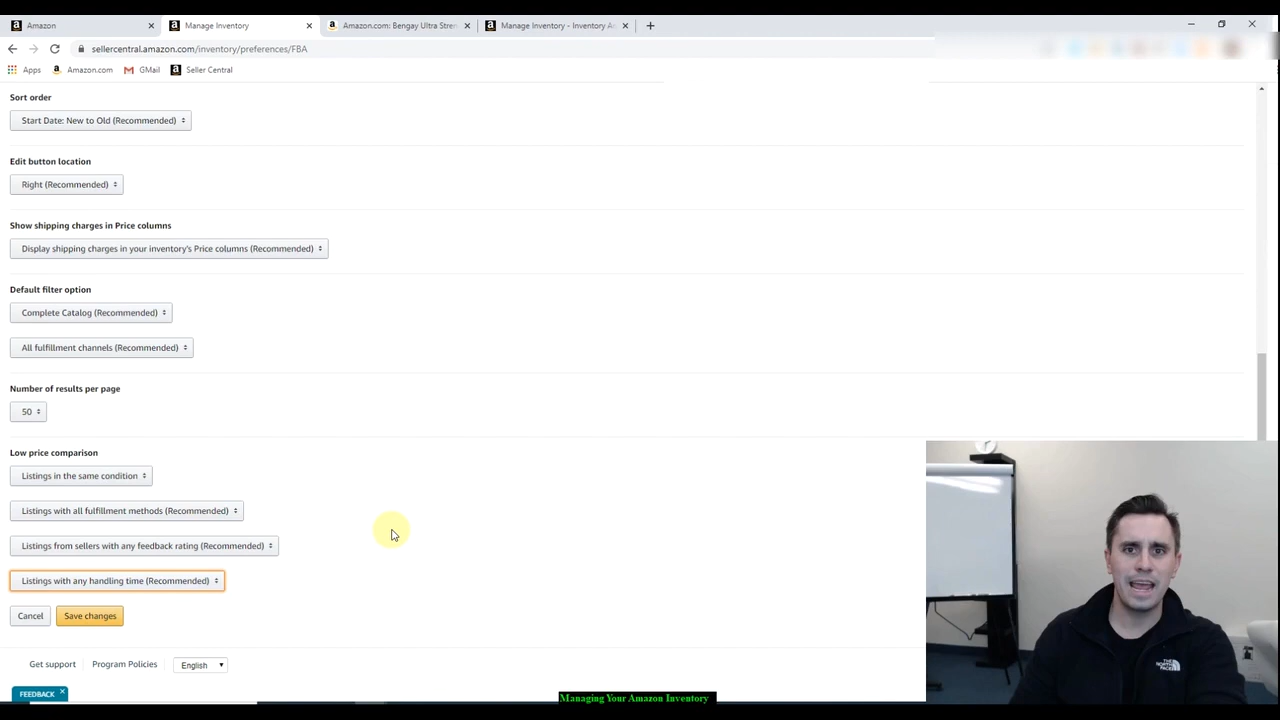 Amazon
Manage Inventory
Amazon.com: Bengay Ultra Stren
Manage Inventory - Inventory A
sellercentral.amazon.com/inventory/preferences/FBA
Apps
Amazon.com
GMail
Seller Central
Sort order
Start Date: New to Old (Recommended)
Edit button location
Right (Recommended)
Show shipping charges in Price columns
Display shipping charges in your inventory's Price columns (Recommended)
Default filter option
Complete Catalog (Recommended)
All fulfillment channels (Recommended)
Number of results per page
50
Low price comparison
Listings in the same condition
Listings with all fulfillment methods (Recommended)
Listings from sellers with any feedback rating (Recommended)
Listings with any handling time (Recommended)
Cancel Save changes
Get support Program Policies English
FEEDBACK
THE NORTH FACE
Managing Your Amazon Inventory